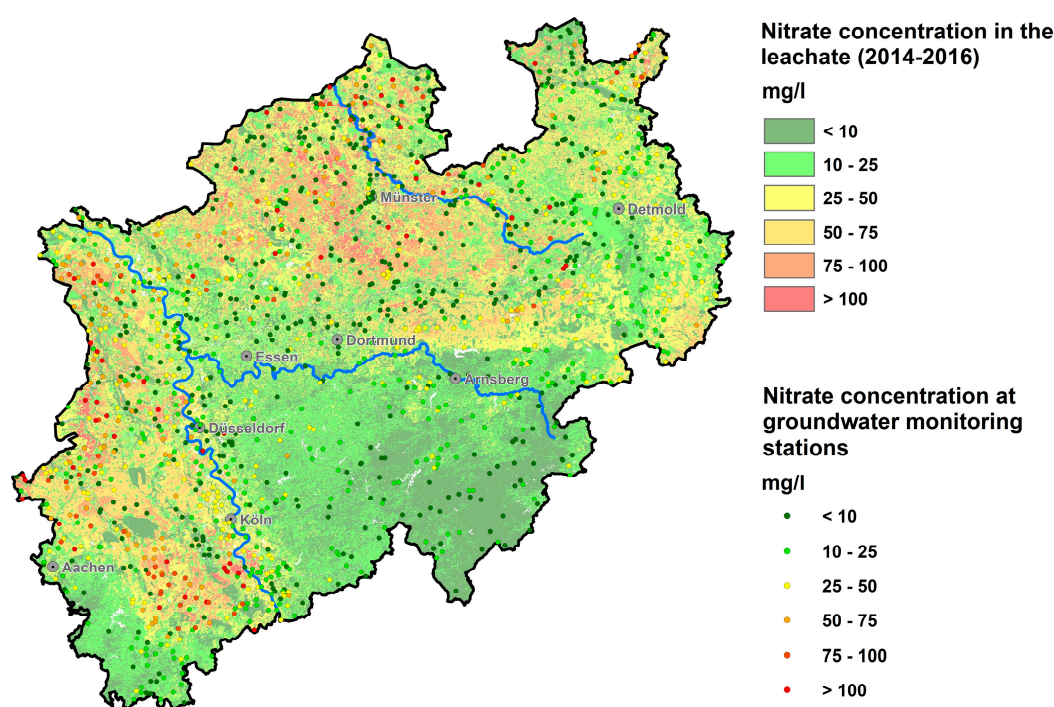 Nitrate concentration in the
leachate (2014-2016)
mg/l
< 10
10 - 25
25 - 50
50 - 75
75 - 100
> 100
Münster
Detmold
Dortmund
Essen
Arnsberg
Düsseldorf
Köln
Aachen
Nitrate concentration at
groundwater monitoring
stations
mg/l
< 10
10 - 25
25 - 50
50 - 75
75 - 100
> 100